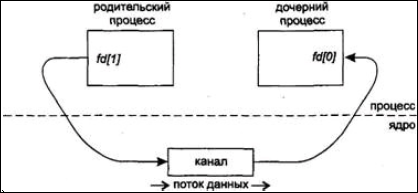 родительский
процесс
дочерний
процесс
fd[1]
fd[0]
процесс
ядро
канал
поток данных